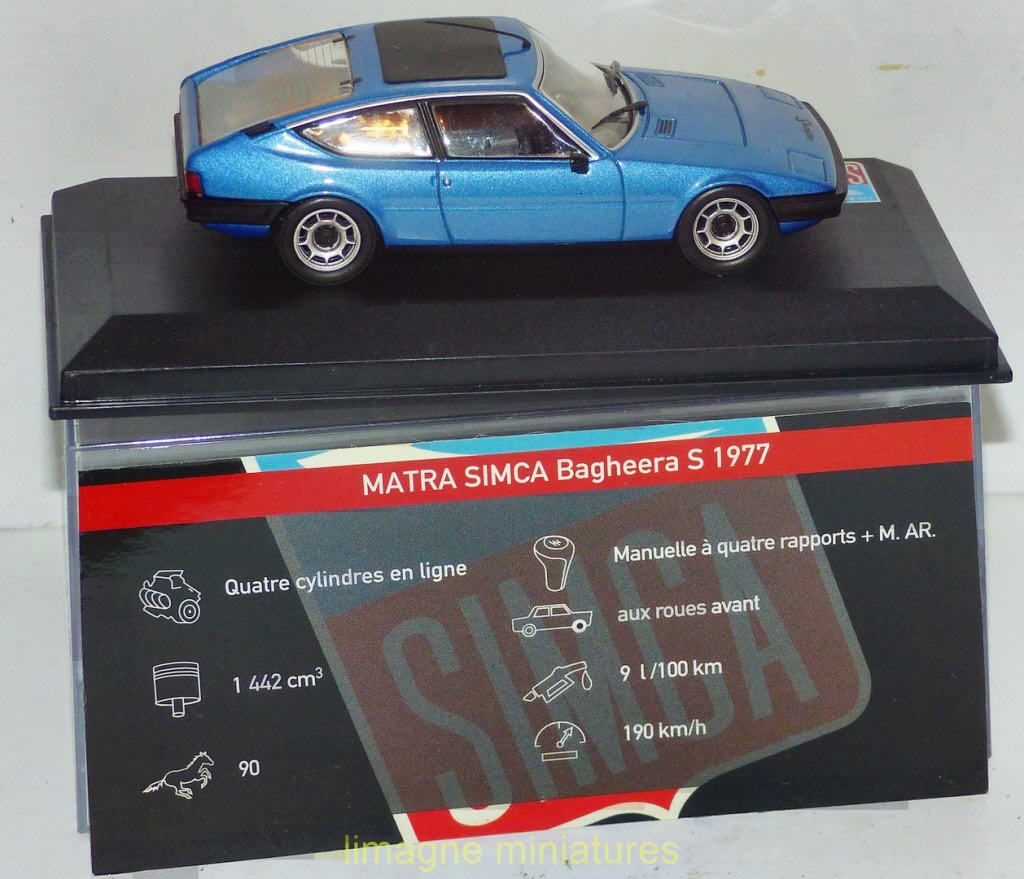 MATRA SIMCA Bagheera S 1977
Quatre cylindres en ligne
1 442 cm³
90
Manuelle à quatre rapports + M. AR.
aux roues avant
9 l/100 km
190 km/h
SIMCA
limagne miniatures